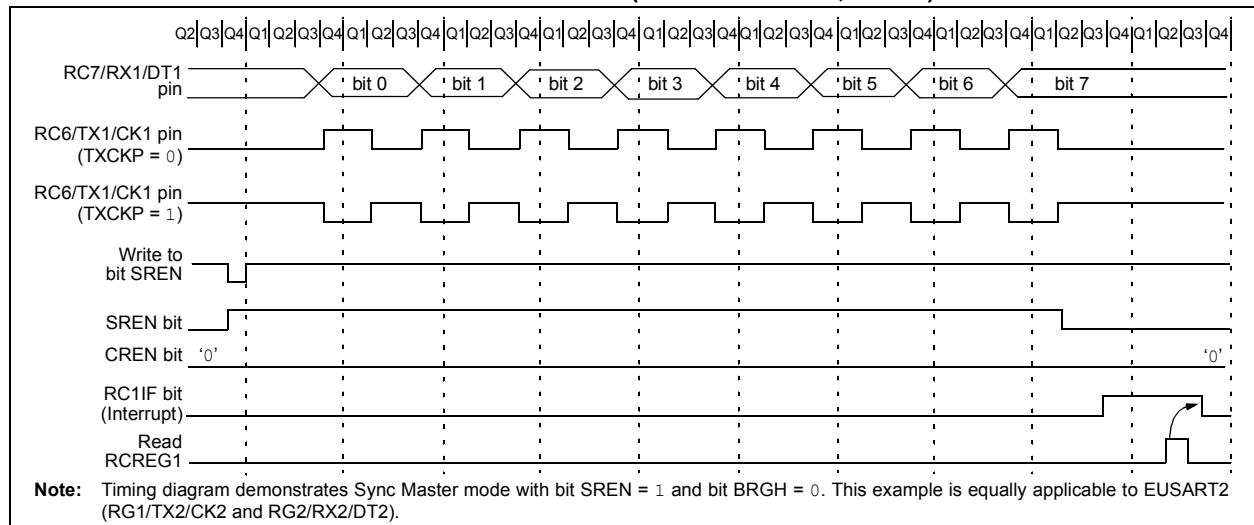 Q2 Q3 Q4 Q1 Q2 Q3 Q4 Q1 Q2 Q3 Q4 Q1 Q2 Q3 Q4 Q1 Q2 Q3 Q4 Q1 Q2 Q3 Q4 Q1 Q2 Q3 Q4 Q1 Q2 Q3 Q4 Q1 Q2 Q3 Q4 Q1 Q2 Q3 Q4 Q1 Q2 Q3 Q4
RC7/RX1/DT1
pin
bit 0 bit 1 bit 2 bit 3 bit 4 bit 5 bit 6 bit 7
RC6/TX1/CK1 pin
(TXCKP = 0)
RC6/TX1/CK1 pin
(TXCKP = 1)
Write to
bit SREN
SREN bit
CREN bit '0' '0'
RC1IF bit
(Interrupt)
Read
RCREG1
Note: Timing diagram demonstrates Sync Master mode with bit SREN = 1 and bit BRGH = 0. This example is equally applicable to EUSART2
(RG1/TX2/CK2 and RG2/RX2/DT2).